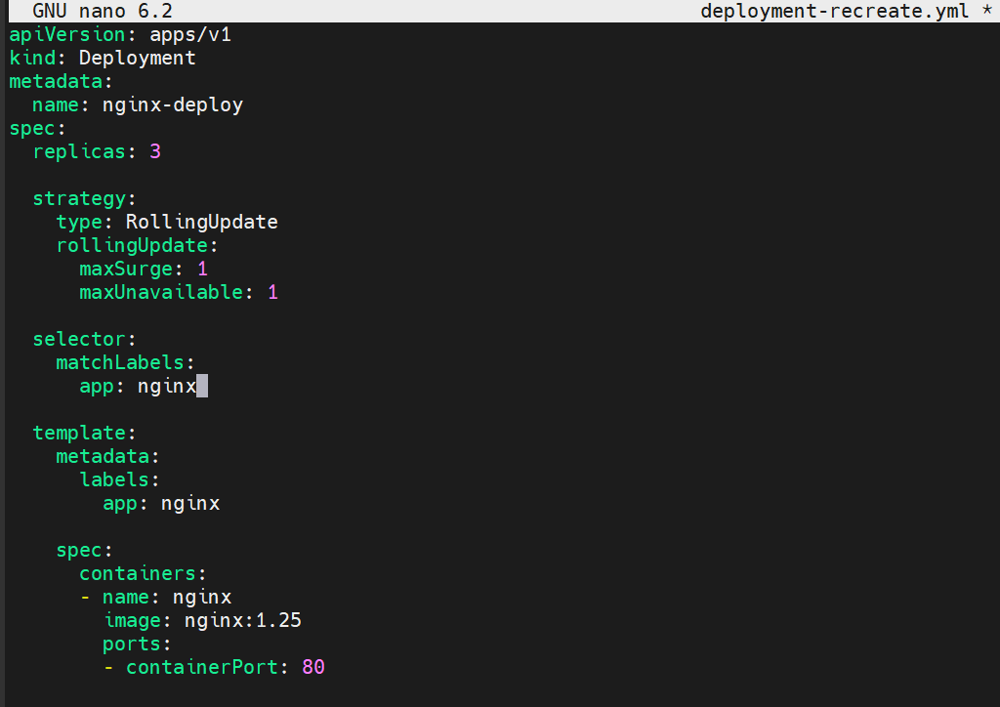 GNU nano 6.2 deployment-recreate.yml *
apiVersion: apps/v1
kind: Deployment
metadata:
  name: nginx-deploy
spec:
  replicas: 3

  strategy:
    type: RollingUpdate
    rollingUpdate:
      maxSurge: 1
      maxUnavailable: 1

  selector:
    matchLabels:
      app: nginx

  template:
    metadata:
      labels:
        app: nginx

    spec:
      containers:
      - name: nginx
        image: nginx:1.25
        ports:
        - containerPort: 80